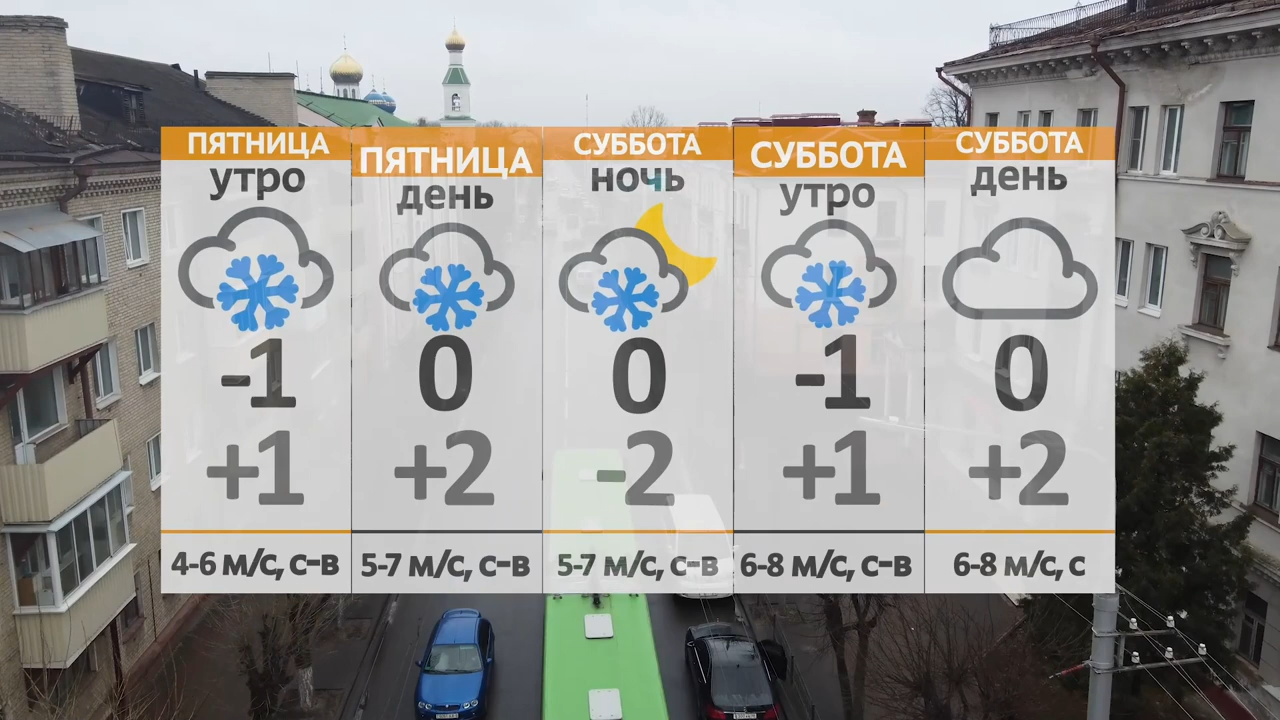 ПЯТНИЦА
утро
-1
+1
4-6 м/с, с-в
ПЯТНИЦА
день
0
+2
5-7 м/с, с-в
СУББОТА
ночь
0
-2
5-7 м/с, с-в
СУББОТА
утро
-1
+1
6-8 м/с, с-в
СУББОТА
день
0
+2
6-8 м/с, с